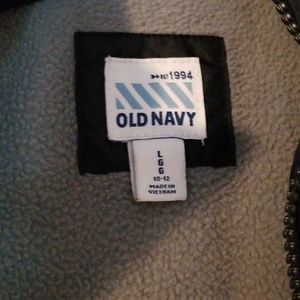 EST 1994
OLD NAVY
L
G
G
10-12
MADE IN
VIETNAM